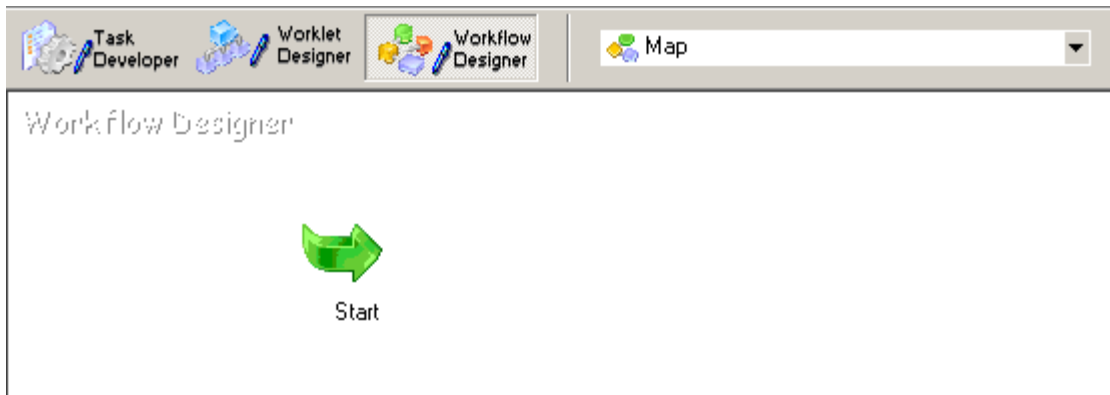 Task
Developer
Worklet
Designer
Workflow
Designer
Map
Workflow Designer
Start